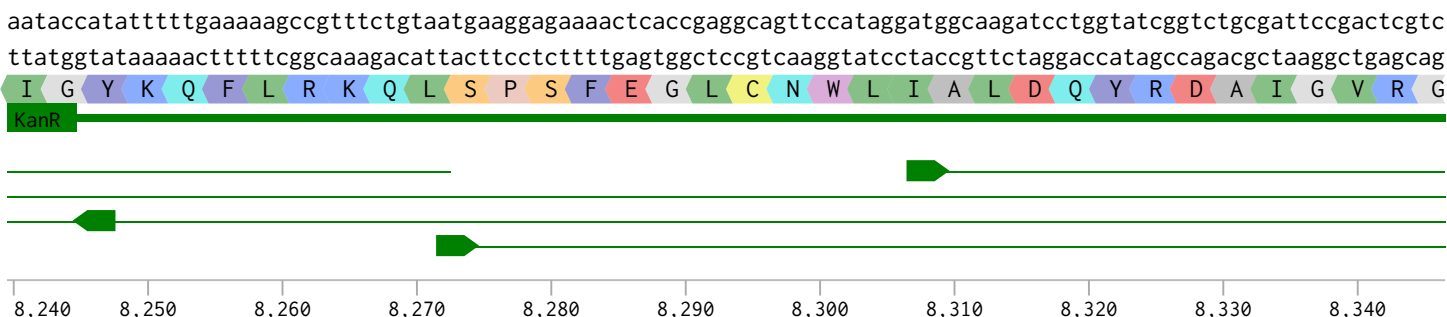 aataccatatttttgaaaaagccgtttctgtaatgaaggagaaaactcaccgaggcagttccataggatggcaagatcctggtatcggtctgcgattccgactcgtc
ttatggtataaaaactttttcggcaaagacattacttcctcttttgagtggctccgtcaaggtatcctaccgttctaggaccatagccagacgctaaggctgagcag
I G Y K Q F L R K Q L S P S F E G L C N W L I A L D Q Y R D A I G V R G
KanR
8,240 8,250 8,260 8,270 8,280 8,290 8,300 8,310 8,320 8,330 8,340